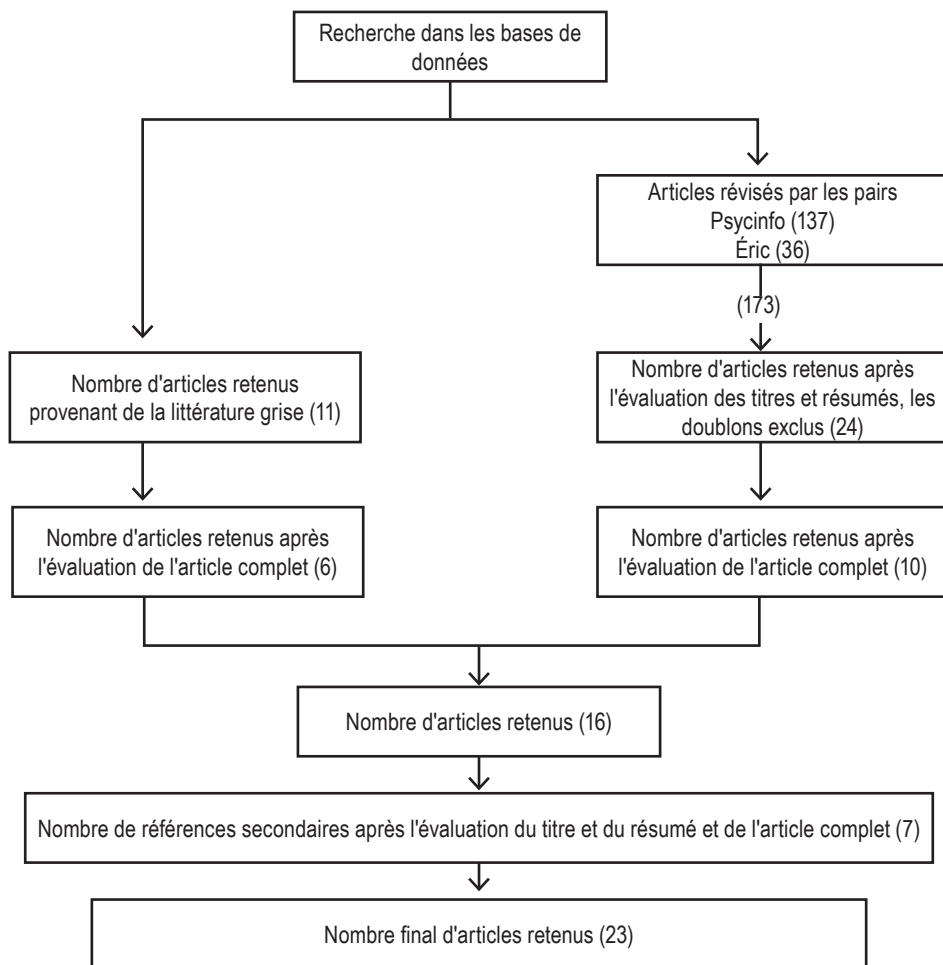 Recherche dans les bases de
données
Articles révisés par les pairs
Psycinfo (137)
Éric (36)
(173)
Nombre d'articles retenus
provenant de la littérature grise (11)
Nombre d'articles retenus après
l'évaluation des titres et résumés, les
doublons exclus (24)
Nombre d'articles retenus après
l'évaluation de l'article complet (6)
Nombre d'articles retenus après
l'évaluation de l'article complet (10)
Nombre d'articles retenus (16)
Nombre de références secondaires après l'évaluation du titre et du résumé et de l'article complet (7)
Nombre final d'articles retenus (23)